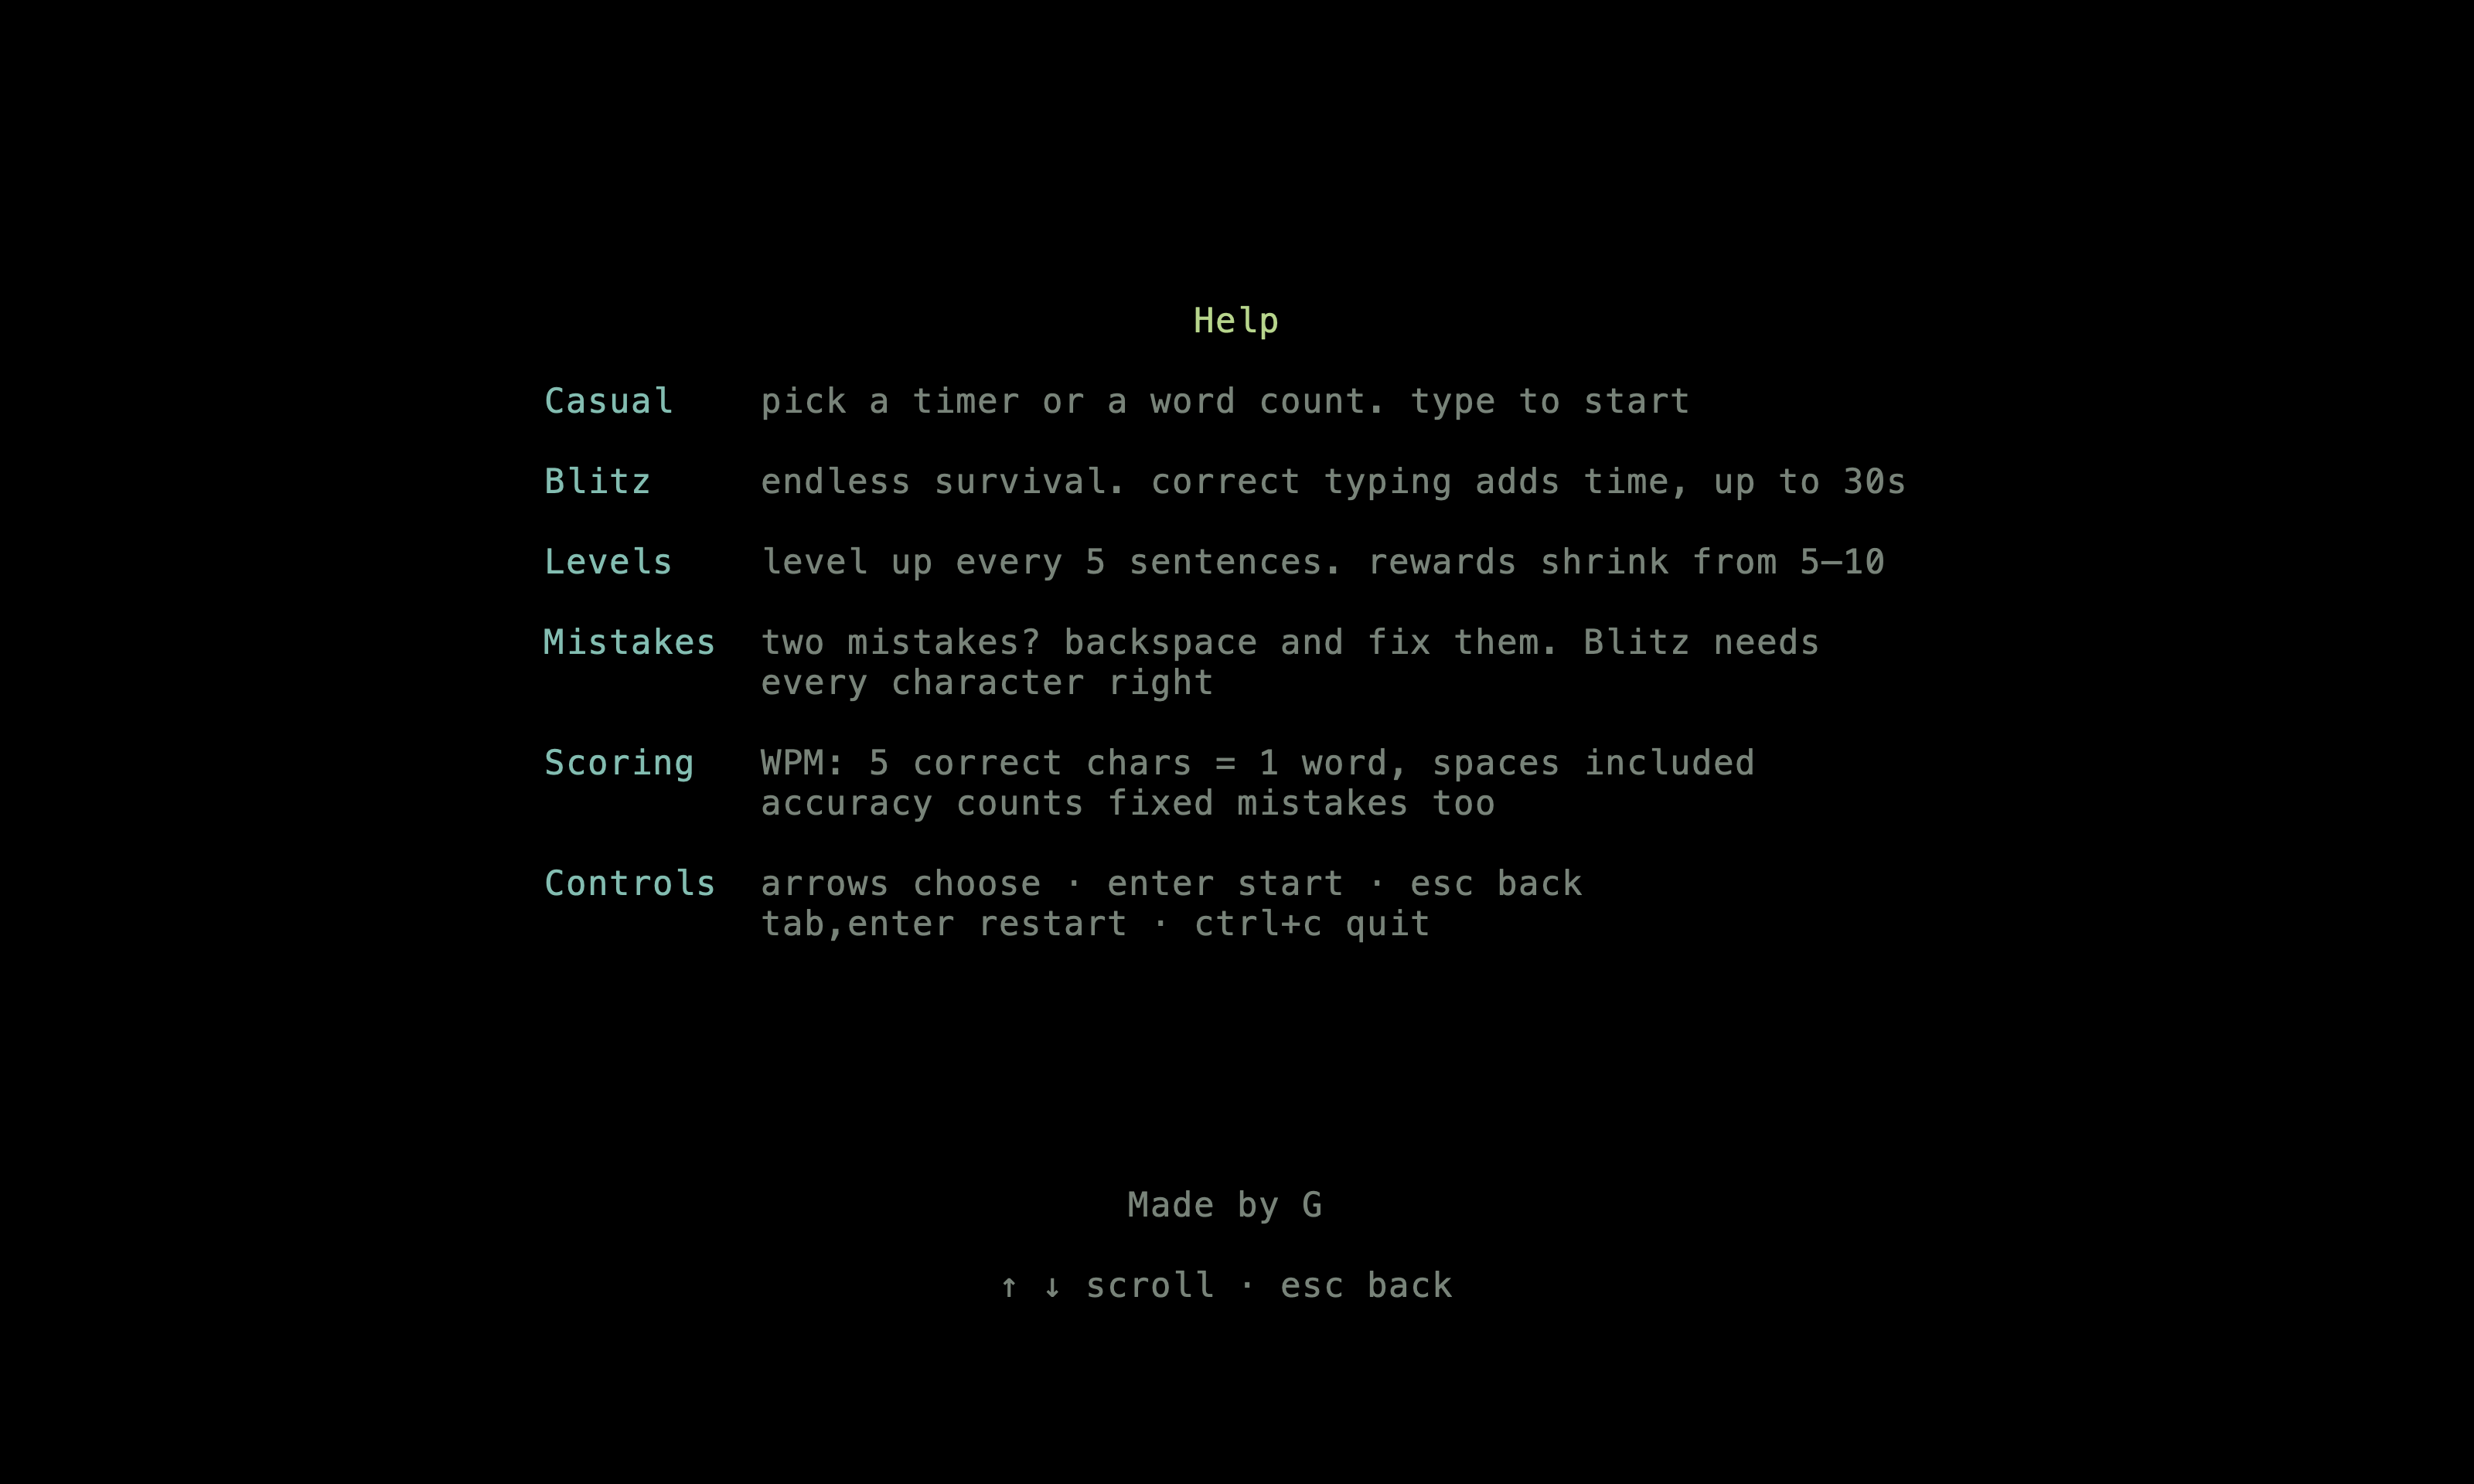 Help
Casual pick a timer or a word count. type to start
Blitz endless survival. correct typing adds time, up to 30s
Levels level up every 5 sentences. rewards shrink from 5–10
Mistakes two mistakes? backspace and fix them. Blitz needs
every character right
Scoring WPM: 5 correct chars = 1 word, spaces included
accuracy counts fixed mistakes too
Controls arrows choose · enter start · esc back
tab,enter restart · ctrl+c quit
Made by G
↑ ↓ scroll · esc back